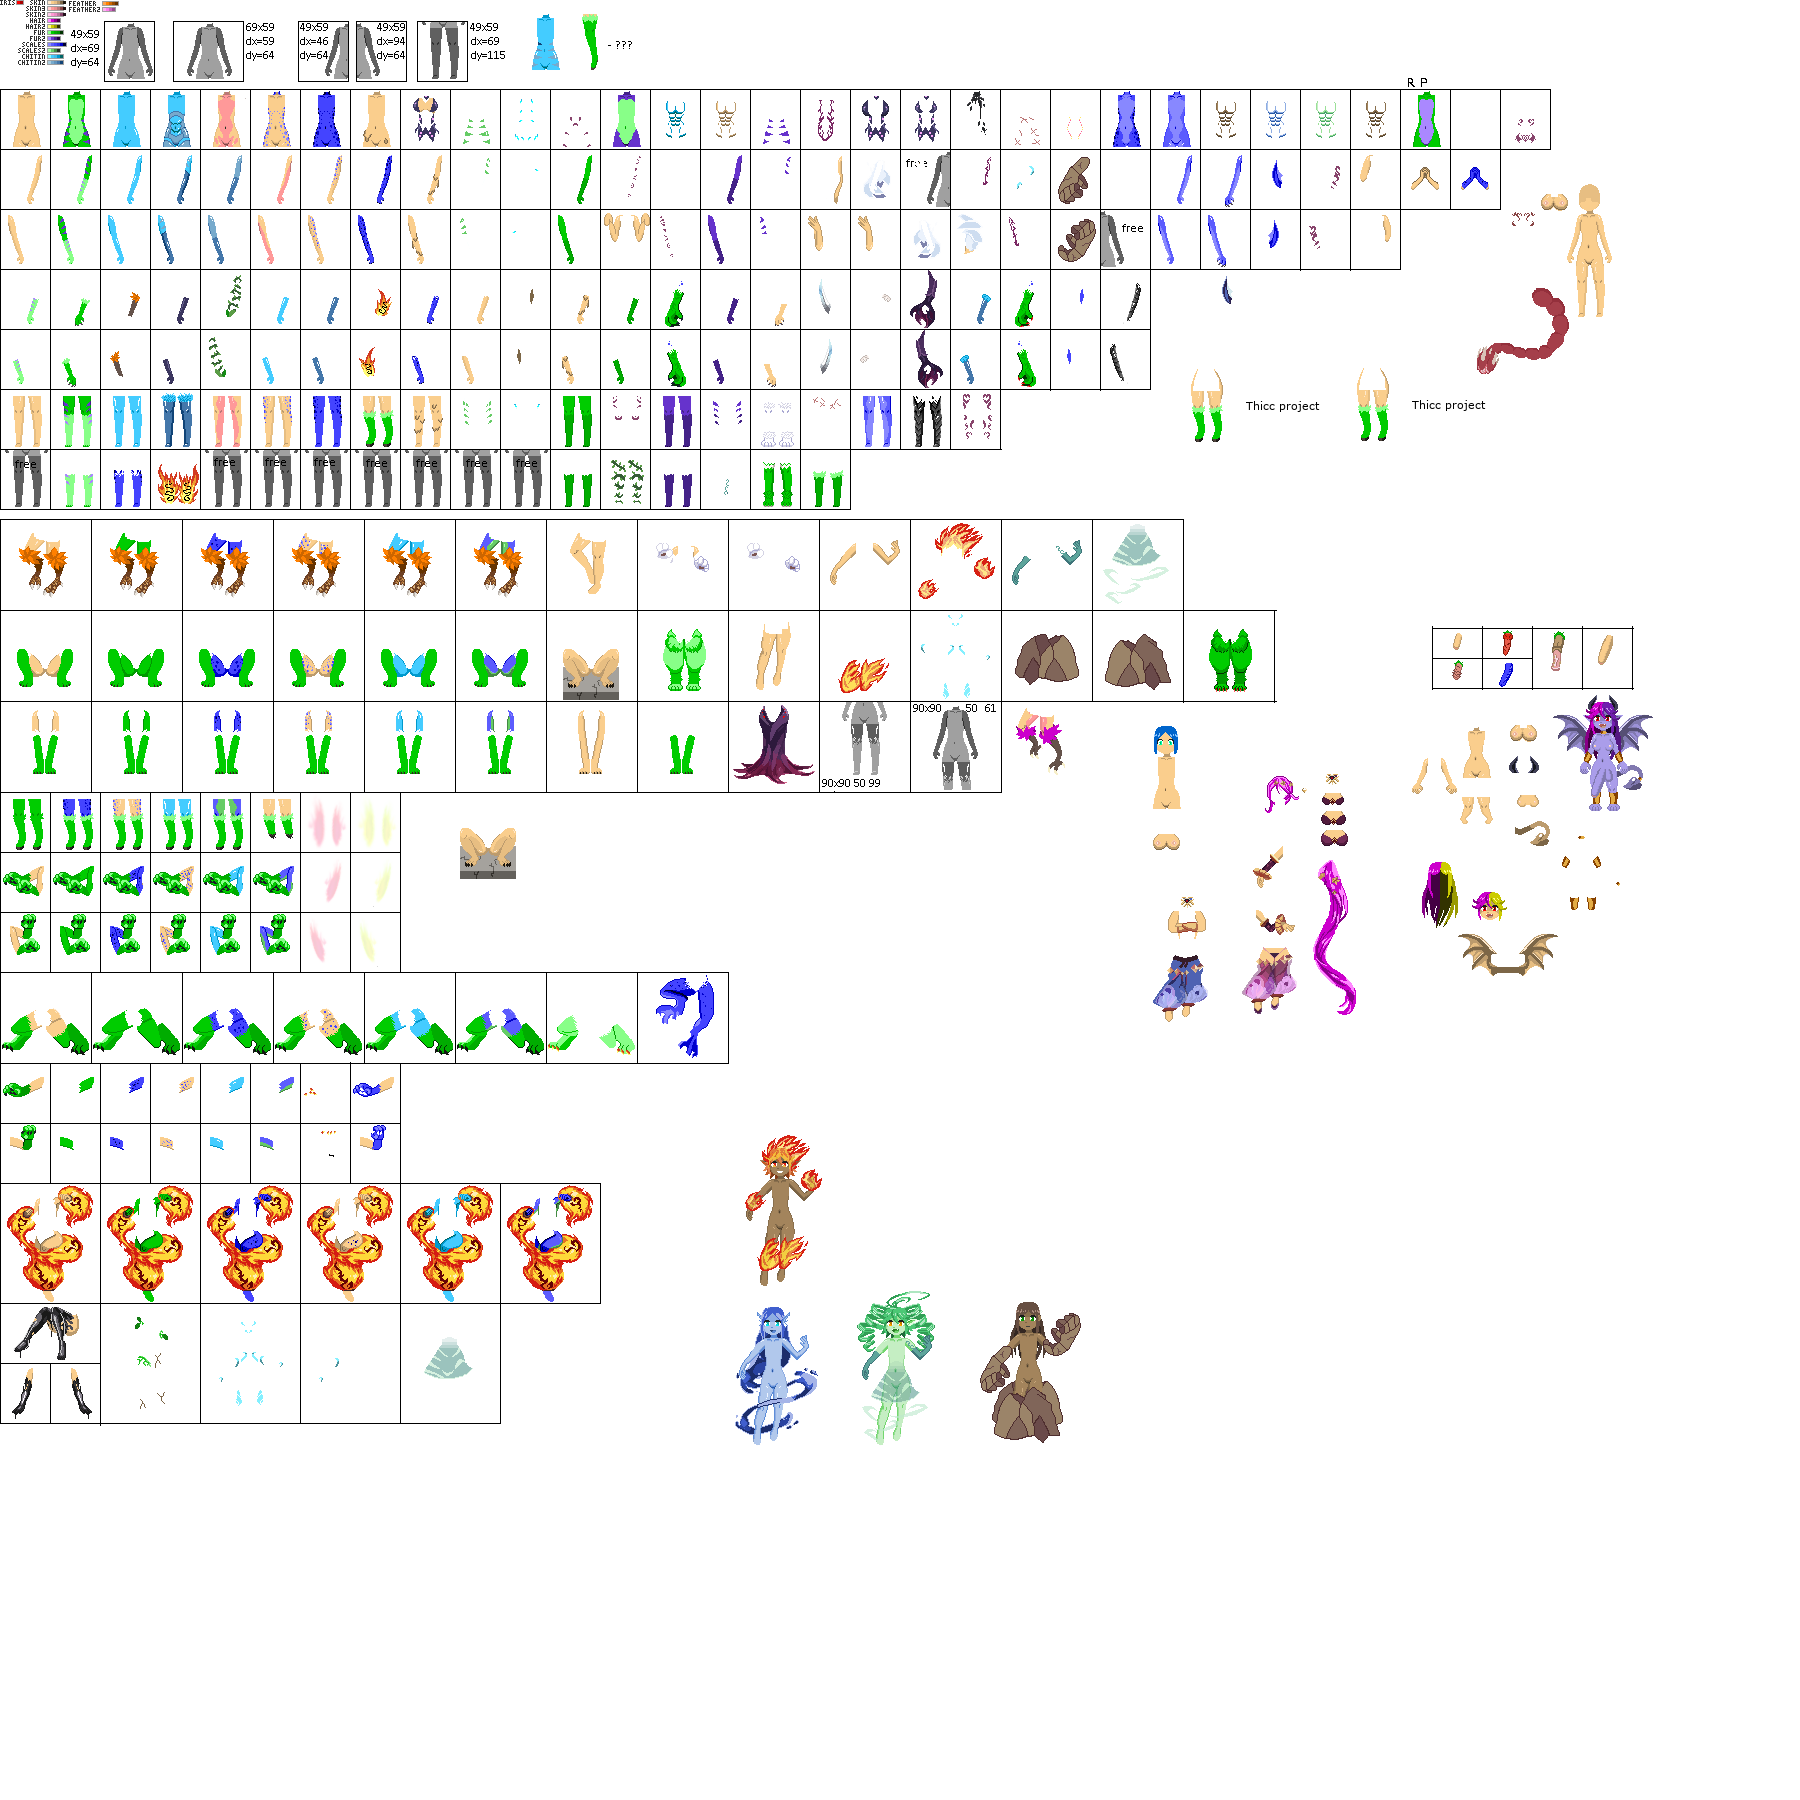 IRIS
SKIN
SKIN3
SKIN2
HAIR
HAIR2
FUR
FUR2
SCALES
SCALES2
CHITIN
CHITIN2
FEATHER
FEATHER2
49x59
dx=69
dy=64
69x59
dx=59
dy=64
49x59
dx=46
dy=64
49x59
dx=94
dy=64
49x59
dx=69
dy=115
- ???
R P
free
free
Thicc project
Thicc project
free
free
free
free
free
free
free
free
90x90 50 99
90x90 50 61